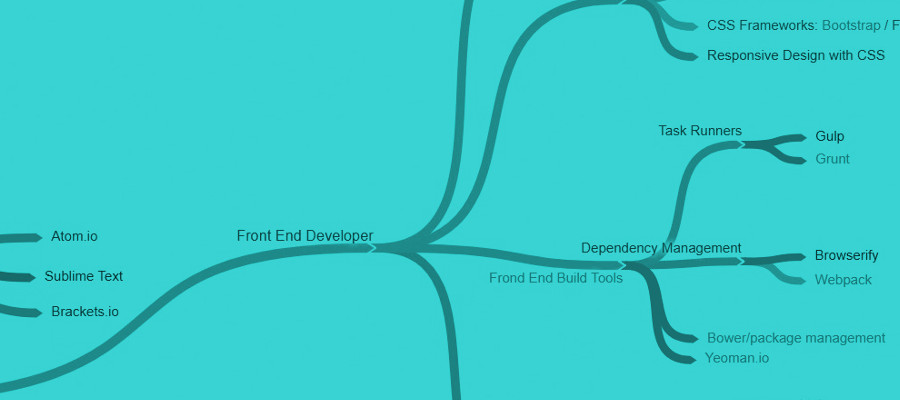 CSS Frameworks: Bootstrap / F
Responsive Design with CSS
Task Runners
Gulp
Grunt
Atom.io
Front End Developer
Dependency Management
Browserify
Sublime Text
Frond End Build Tools
Webpack
Brackets.io
Bower/package management
Yeoman.io